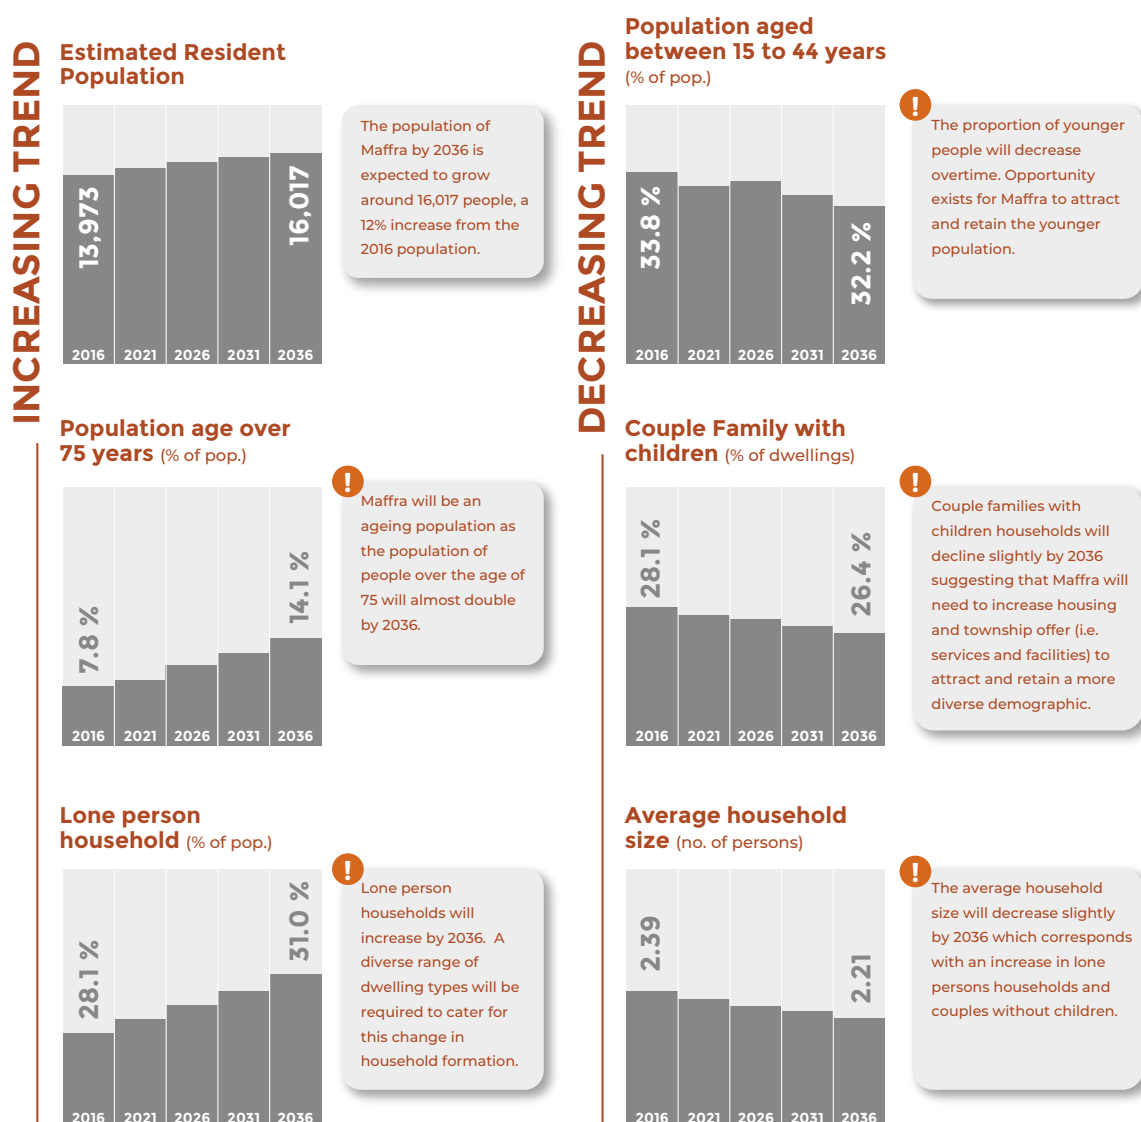 INCREASING TREND
Estimated Resident
Population
13,973
16,017
2016 2021 2026 2031 2036
The population of
Maffra by 2036 is
expected to grow
around 16,017 people, a
12% increase from the
2016 population.
Population age over
75 years (% of pop.)
7.8 %
14.1 %
2016 2021 2026 2031 2036
!
Maffra will be an
ageing population as
the population of
people over the age of
75 will almost double
by 2036.
Lone person
household (% of pop.)
28.1 %
31.0 %
2016 2021 2026 2031 2036
!
Lone person
households will
increase by 2036. A
diverse range of
dwelling types will be
required to cater for
this change in
household formation.
DECREASING TREND
Population aged
between 15 to 44 years
(% of pop.)
33.8 %
32.2 %
2016 2021 2026 2031 2036
!
The proportion of younger
people will decrease
overtime. Opportunity
exists for Maffra to attract
and retain the younger
population.
Couple Family with
children (% of dwellings)
28.1 %
26.4 %
2016 2021 2026 2031 2036
!
Couple families with
children households will
decline slightly by 2036
suggesting that Maffra will
need to increase housing
and township offer (i.e.
services and facilities) to
attract and retain a more
diverse demographic.
Average household
size (no. of persons)
2.39
2.21
2016 2021 2026 2031 2036
!
The average household
size will decrease slightly
by 2036 which corresponds
with an increase in lone
persons households and
couples without children.